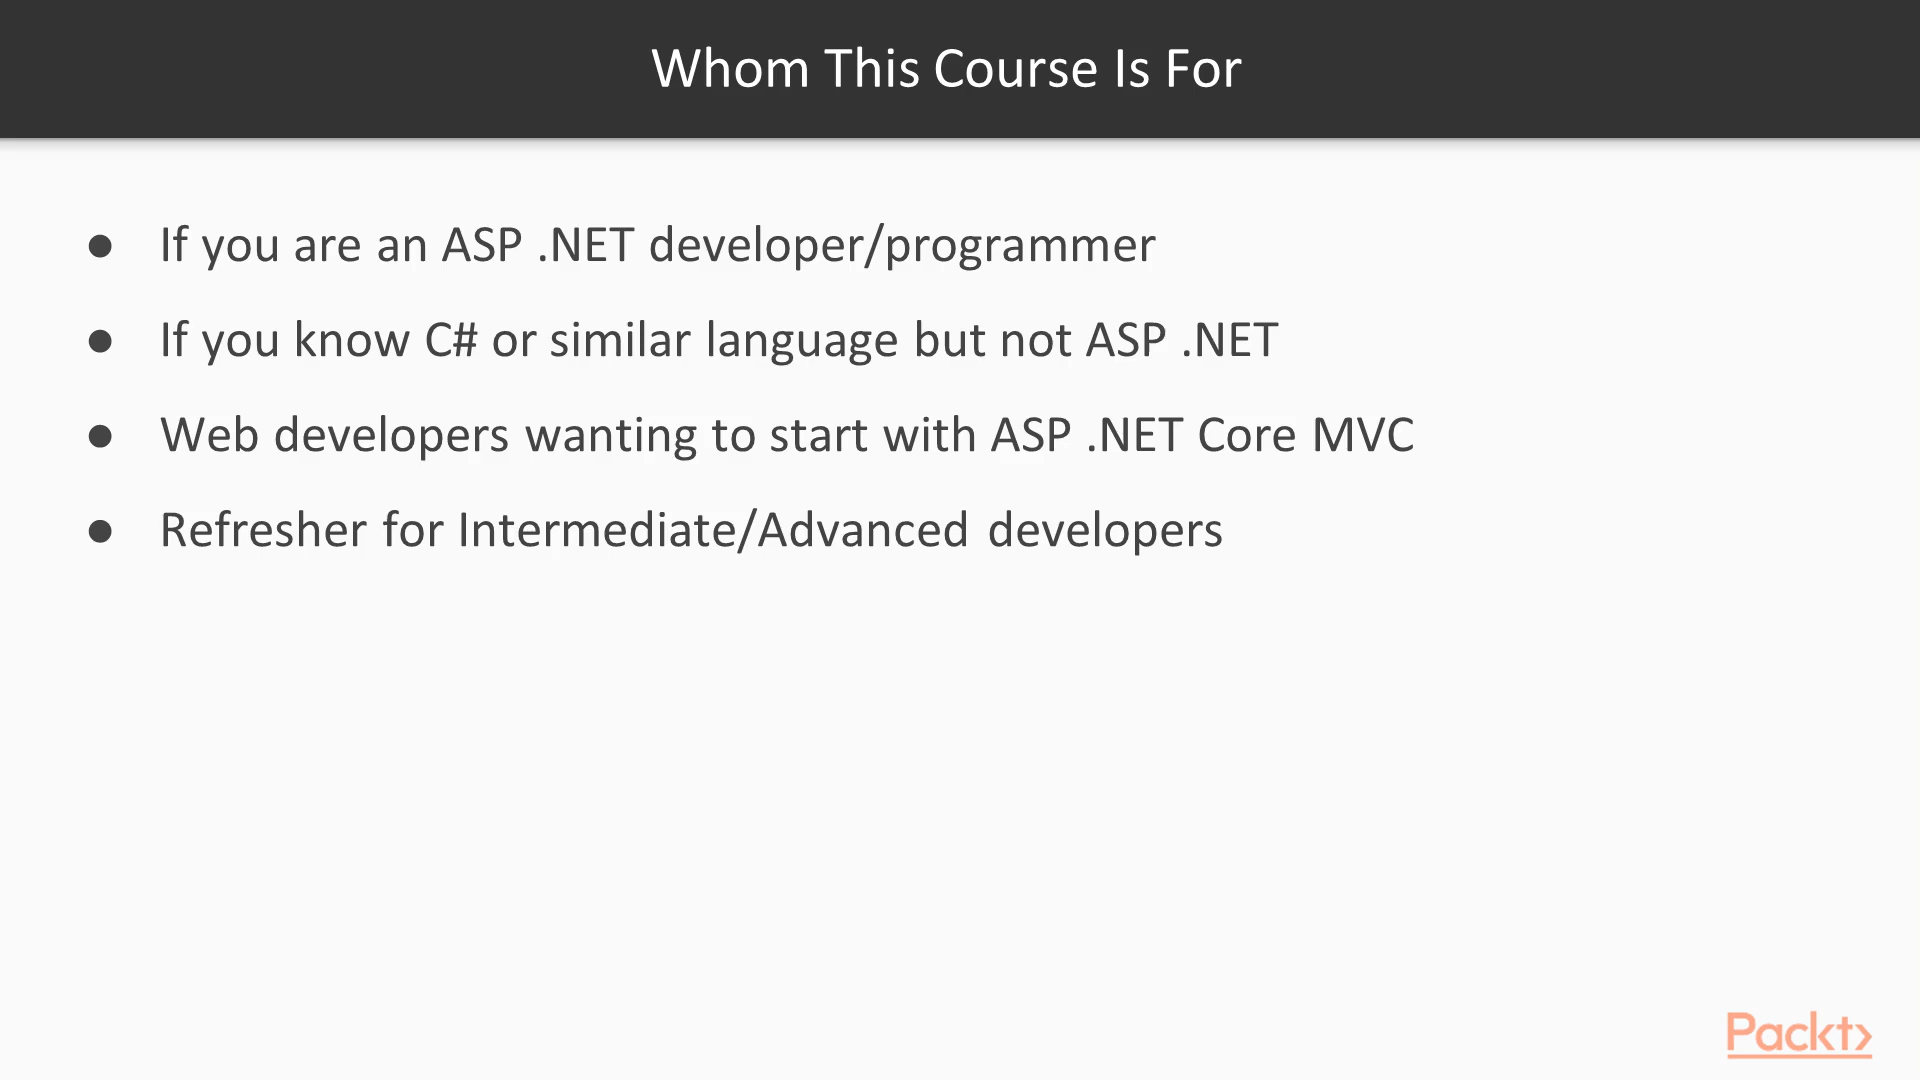 Whom This Course Is For
● If you are an ASP .NET developer/programmer
● If you know C# or similar language but not ASP .NET
● Web developers wanting to start with ASP .NET Core MVC
● Refresher for Intermediate/Advanced developers
Packt>